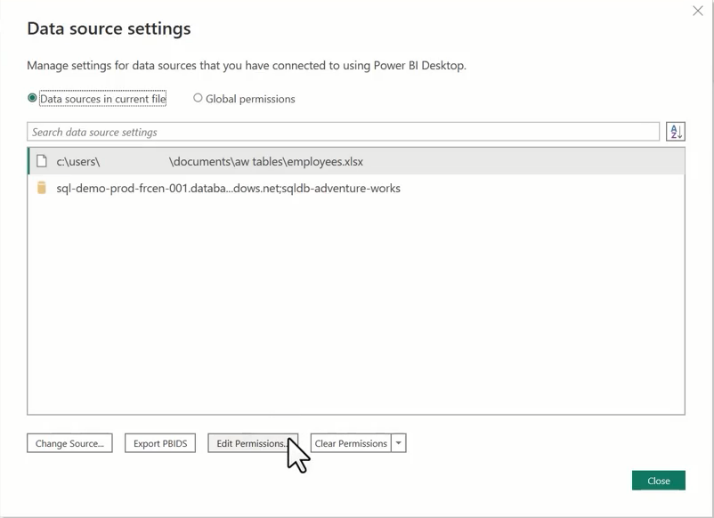 Data source settings
Manage settings for data sources that you have connected to using Power BI Desktop.
Data sources in current file Global permissions
Search data source settings
c:\users\ \documents\aw tables\employees.xlsx
sql-demo-prod-frcen-001.databa...dows.net;sqldb-adventure-works
Change Source... Export PBIDS Edit Permissions... Clear Permissions
Close